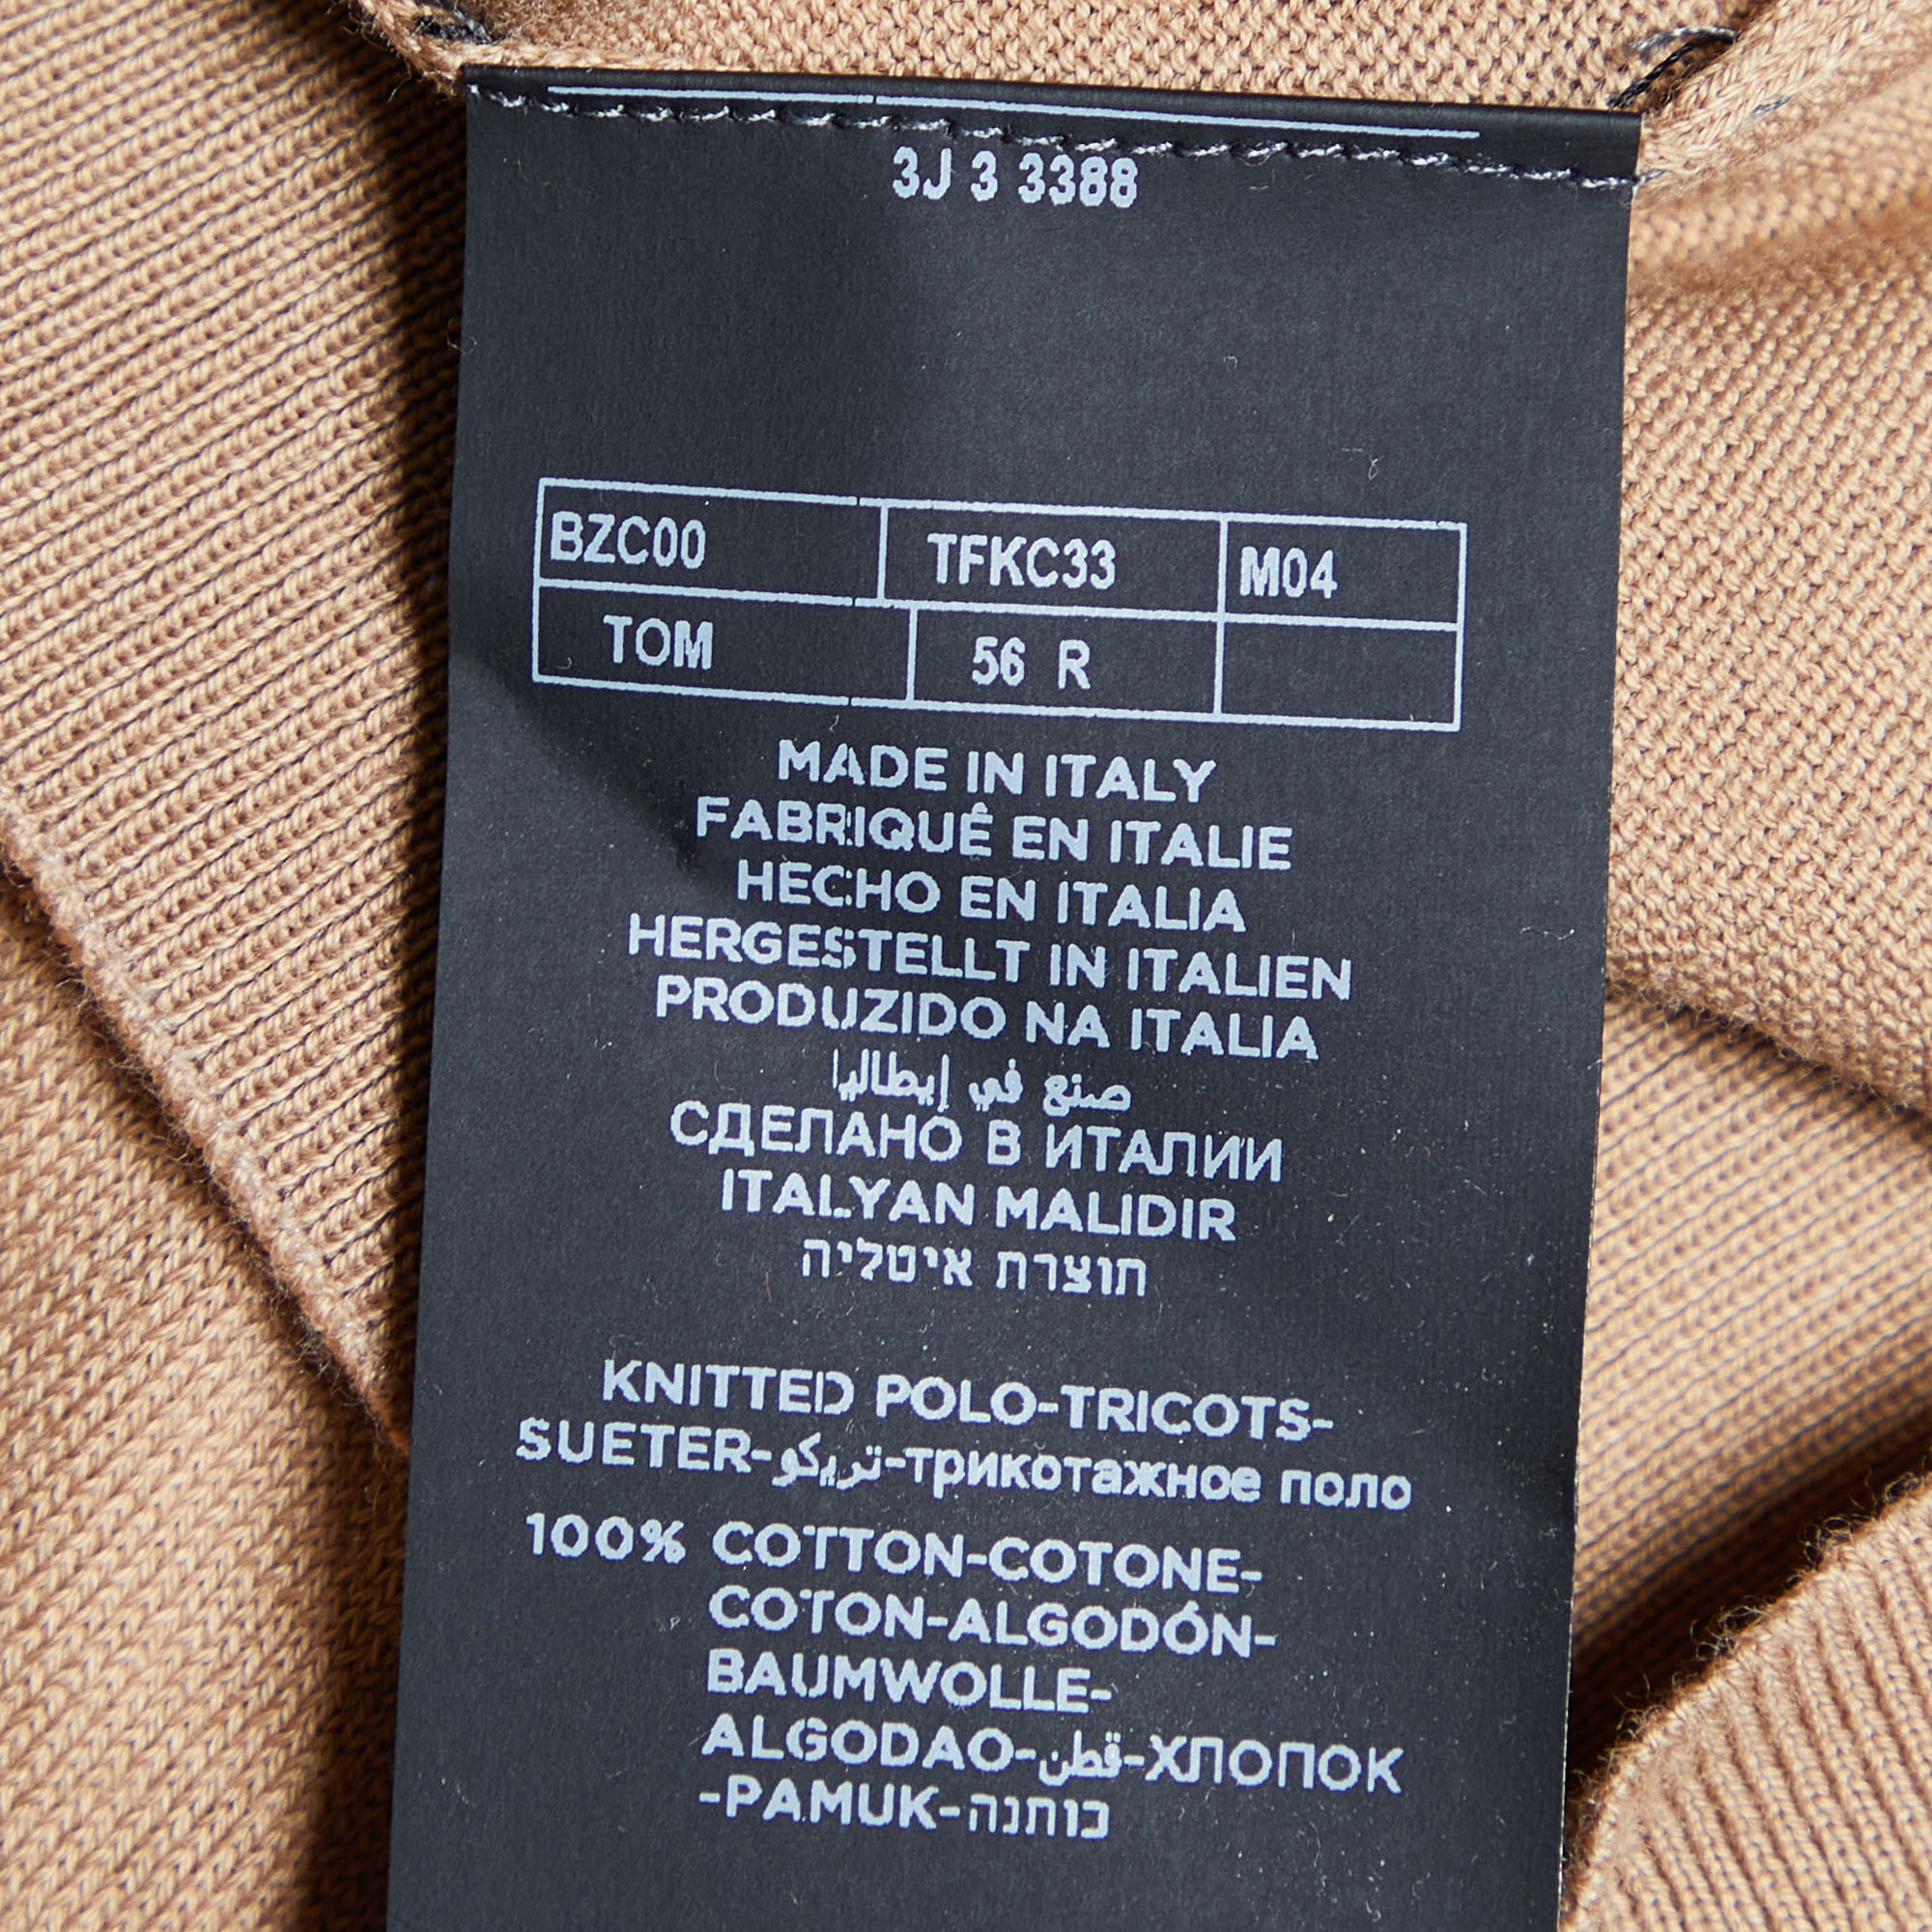 3J 3 3388
BZC00 TFKC33 M04
TOM 56 R
MADE IN ITALY
FABRIQUÊ EN ITALIE
HECHO EN ITALIA
HERGESTELLT IN ITALIEN
PRODUZIDO NA ITALIA
صنع في إيطاليا
СДЕЛАНО В ИТАЛИИ
ITALYAN MALIDIR
תוצרת איטליה
KNITTED POLO-TRICOTS-
SUETER-تريكو-трикотажное поло
100% COTTON-COTONE-
COTON-ALGODÓN-
BAUMWOLLE-
ALGODAO-قطن-ХЛОПОК
-PAMUK-כותנה